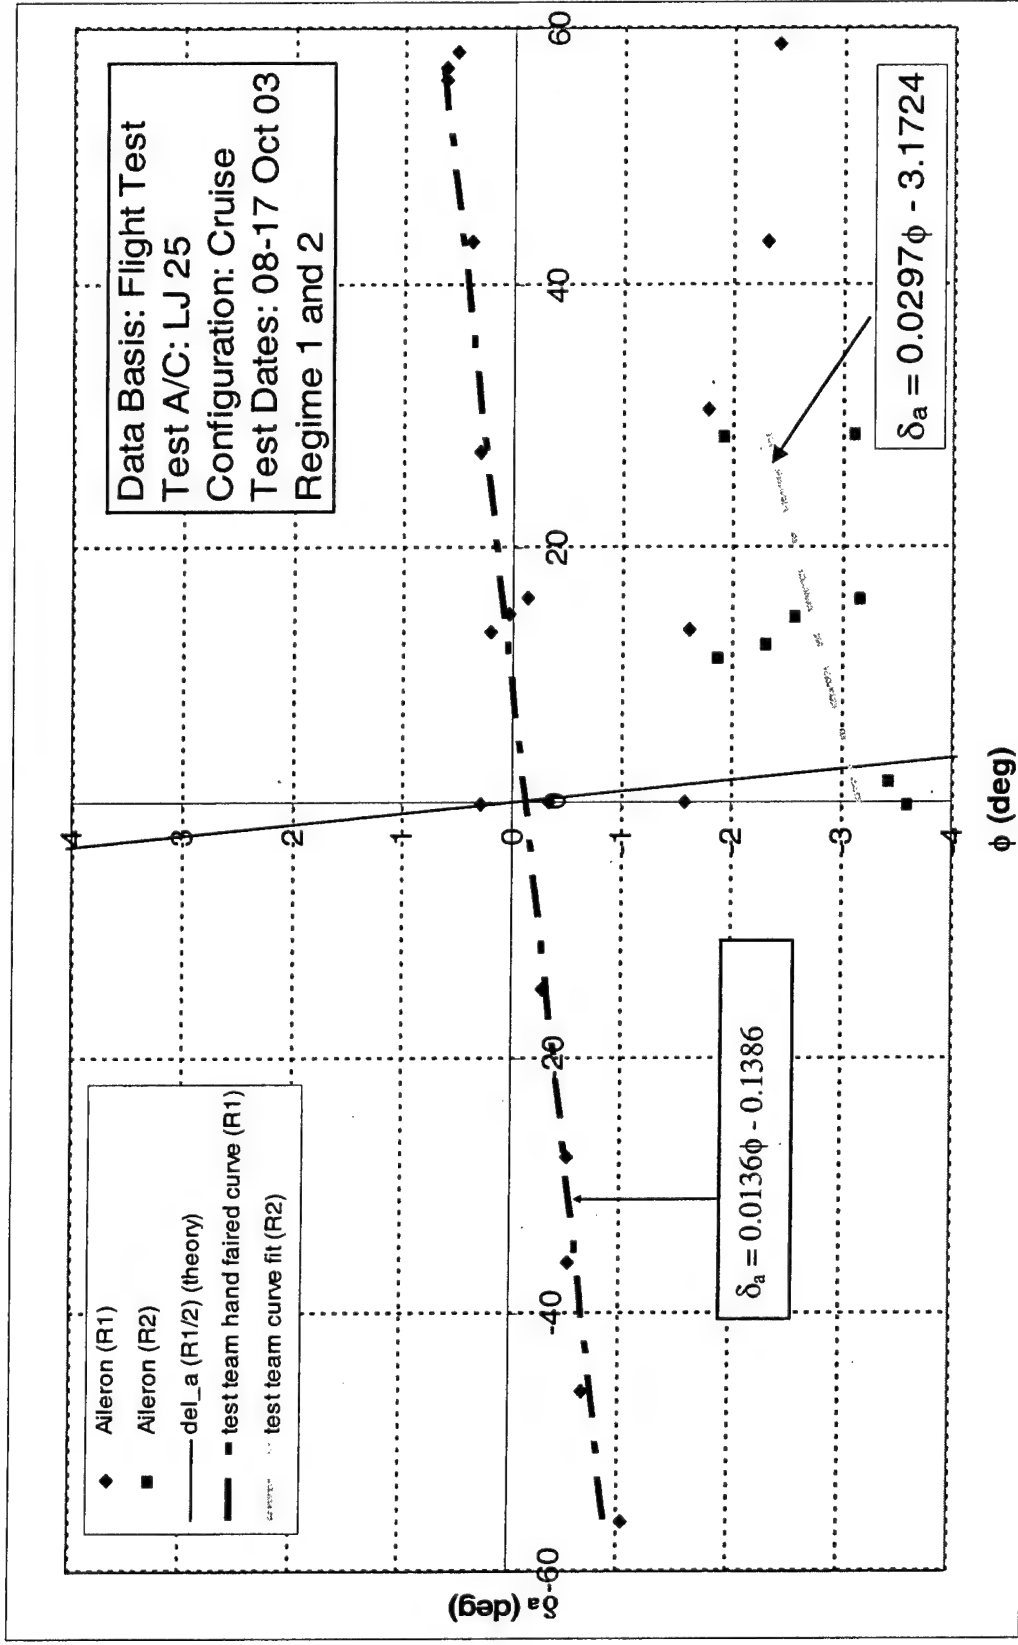 Data Basis: Flight Test
Test A/C: LJ 25
Configuration: Cruise
Test Dates: 08-17 Oct 03
Regime 1 and 2
Aileron (R1)
Aileron (R2)
del_a (R1/2) (theory)
test team hand faired curve (R1)
test team curve fit (R2)
4
3
2
1
0
-1
-2
-3
-4
-60
-40
-20
0
20
40
60
δa = 0.0136ϕ - 0.1386
δa = 0.0297ϕ - 3.1724
δa (deg)
ϕ (deg)